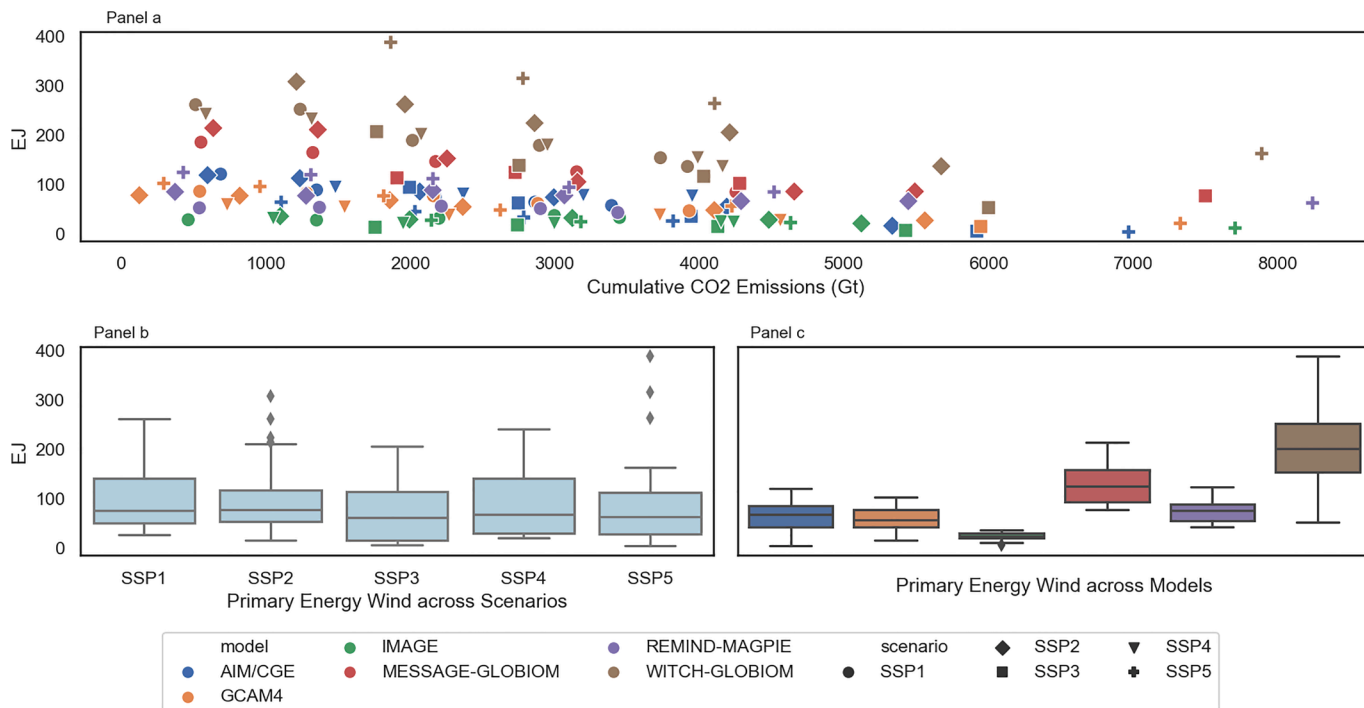 Panel a
400
300
200
100
0
EJ
0 1000 2000 3000 4000 5000 6000 7000 8000
Cumulative CO2 Emissions (Gt)
Panel b
Panel c
400
300
200
100
0
EJ
SSP1 SSP2 SSP3 SSP4 SSP5
Primary Energy Wind across Scenarios
Primary Energy Wind across Models
model IMAGE REMIND-MAGPIE scenario SSP2 SSP4
AIM/CGE MESSAGE-GLOBIOM WITCH-GLOBIOM SSP1 SSP3 SSP5
GCAM4